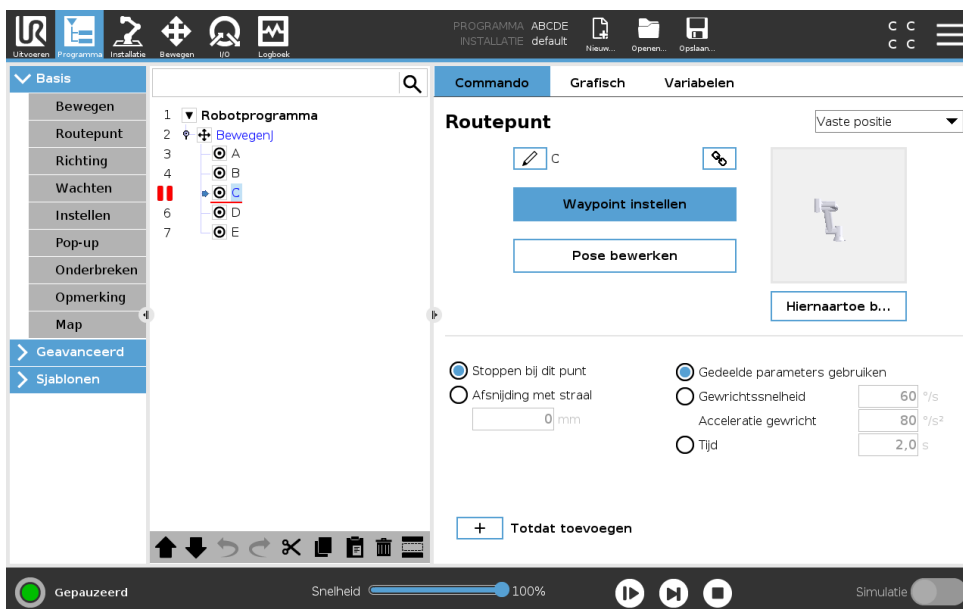 UR
PROGRAMMA ABCDE
INSTALLATIE default
C C
C C
Uitvoeren Programma Installatie Bewegen I/O Logboek Nieuw... Openen... Opslaan...
Basis
Bewegen
Routepunt
Richting
Wachten
Instellen
Pop-up
Onderbreken
Opmerking
Map
Geavanceerd
Sjablonen
1 Robotprogramma
2 BewegenJ
3 A
4 B
C
6 D
7 E
Commando Grafisch Variabelen
Routepunt
Vaste positie
C
Waypoint instellen
Pose bewerken
Hiernaartoe b...
Stoppen bij dit punt
Afsnijding met straal
0 mm
Gedeelde parameters gebruiken
Gewrichtssnelheid 60 °/s
Acceleratie gewricht 80 °/s²
Tijd 2,0 s
+ Totdat toevoegen
Gepauzeerd
Snelheid 100%
Simulatie